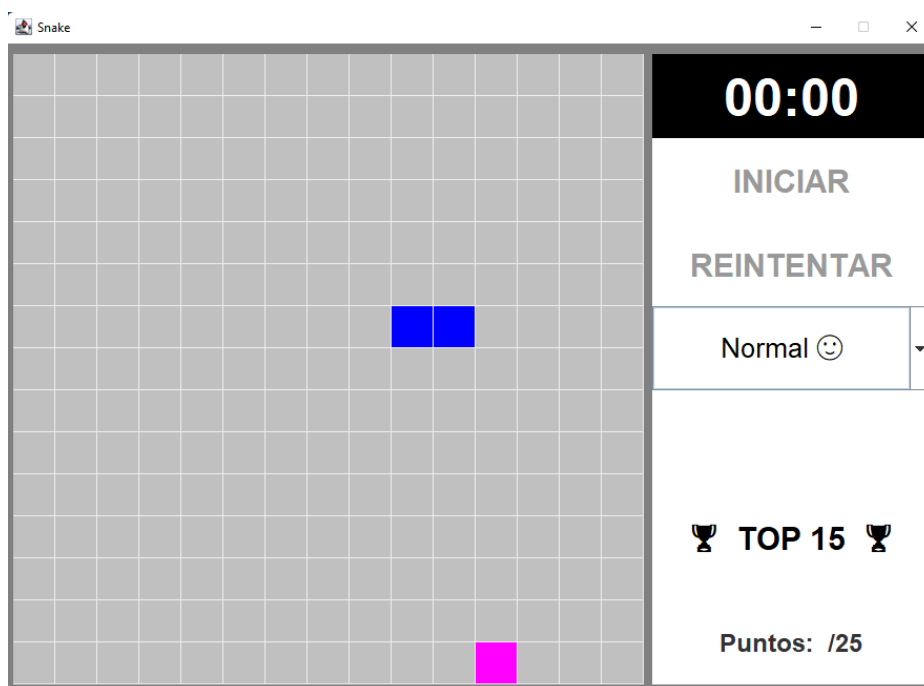 Snake
00:00
INICIAR
REINTENTAR
Normal ☺
🏆 TOP 15 🏆
Puntos: /25